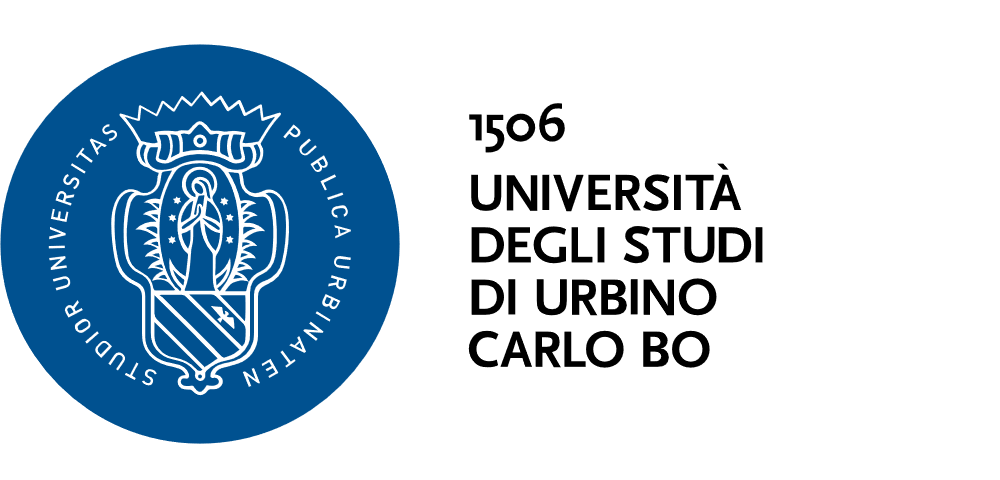 STUDIOR UNIVERSITAS PUBLICA URBINATEN
1506
UNIVERSITÀ
DEGLI STUDI
DI URBINO
CARLO BO